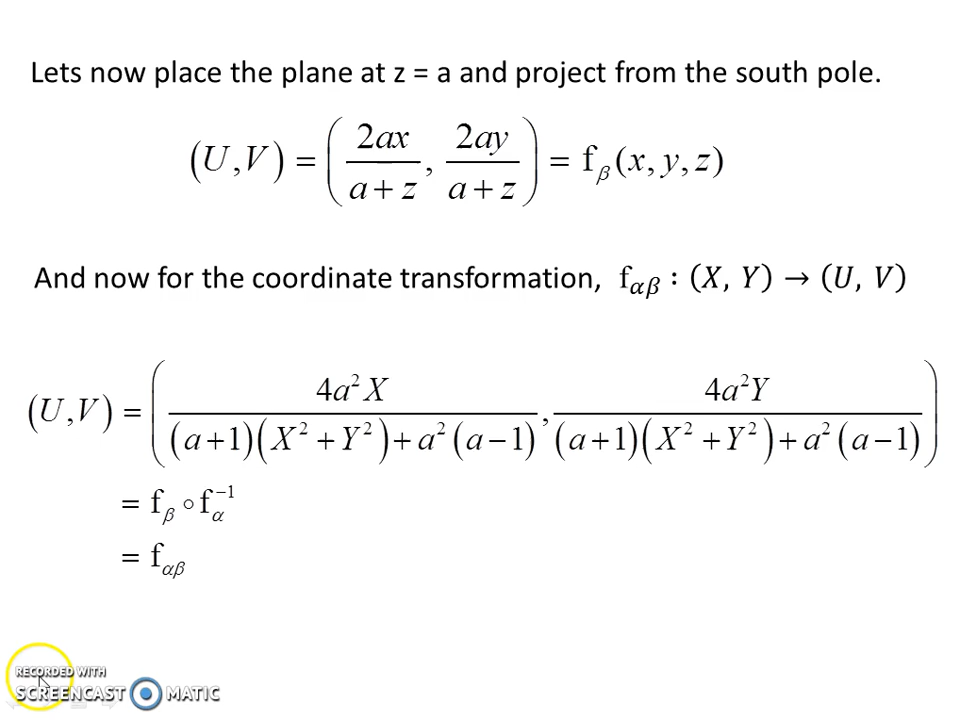 Lets now place the plane at z = a and project from the south pole.
(U,V) = (2ax / a + z, 2ay / a + z) = f_β (x, y, z)
And now for the coordinate transformation, f_αβ : (X, Y) → (U, V)
(U,V) = (4a²X / (a+1)(X² + Y²) + a²(a−1), 4a²Y / (a+1)(X² + Y²) + a²(a−1))
= f_β ∘ f_α⁻¹
= f_αβ
RECORDED WITH
SCREENCAST MATIC